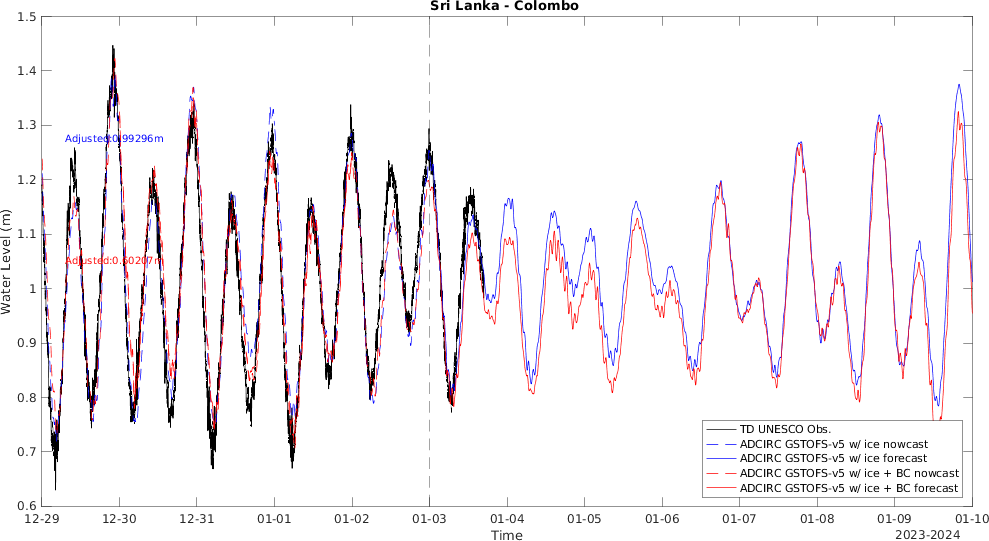 Sri Lanka - Colombo
1.5
1.4
1.3
1.2
1.1
1
0.9
0.8
0.7
0.6
Water Level (m)
Adjusted:0.99296m
Adjusted:0.60207m
TD UNESCO Obs.
ADCIRC GSTOFS-v5 w/ ice nowcast
ADCIRC GSTOFS-v5 w/ ice forecast
ADCIRC GSTOFS-v5 w/ ice + BC nowcast
ADCIRC GSTOFS-v5 w/ ice + BC forecast
12-29 12-30 12-31 01-01 01-02 01-03 01-04 01-05 01-06 01-07 01-08 01-09 01-10
Time
2023-2024